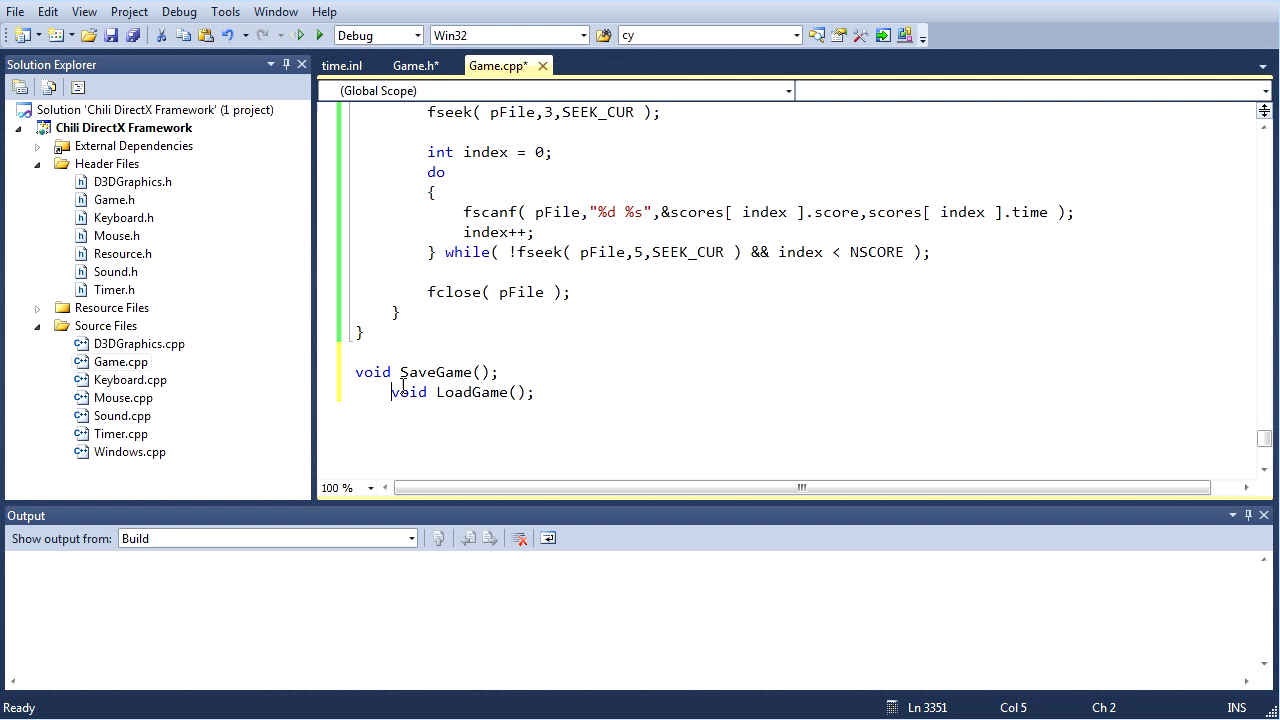 File Edit View Project Debug Tools Window Help
Debug Win32 cy
Solution Explorer
time.inl Game.h* Game.cpp*
(Global Scope)
Solution 'Chili DirectX Framework' (1 project)
Chili DirectX Framework
External Dependencies
Header Files
D3DGraphics.h
Game.h
Keyboard.h
Mouse.h
Resource.h
Sound.h
Timer.h
Resource Files
Source Files
D3DGraphics.cpp
Game.cpp
Keyboard.cpp
Mouse.cpp
Sound.cpp
Timer.cpp
Windows.cpp
fseek( pFile,3,SEEK_CUR );
int index = 0;
do
{
fscanf( pFile,"%d %s",&scores[ index ].score,scores[ index ].time );
index++;
} while( !fseek( pFile,5,SEEK_CUR ) && index < NSCORE );
fclose( pFile );
}
}
void SaveGame();
void LoadGame();
100 %
Output
Show output from: Build
Ready Ln 3351 Col 5 Ch 2 INS